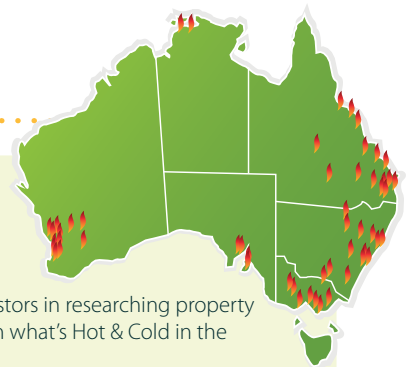 stors in researching property
n what's Hot & Cold in the